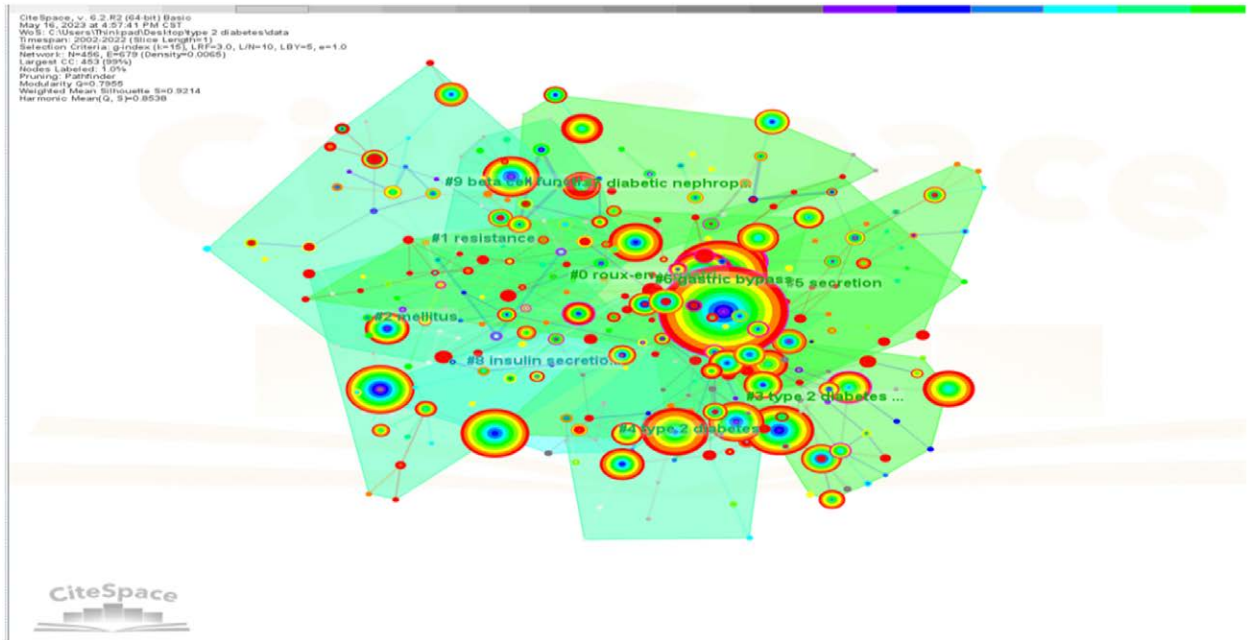 CiteSpace, v. 6.2.R2 (64-bit) Basic
May 16, 2023 at 4:57:41 PM CST
WoS: C:\Users\Thinkpad\Desktop\type 2 diabetes\data
Timespan: 2002-2022 (Slice Length=1)
Selection Criteria: g-index (k=15), LRF=3.0, L/N=10, LBY=5, e=1.0
Network: N=456, E=679 (Density=0.0065)
Largest CC: 453 (99%)
Nodes Labeled: 1.0%
Pruning: Pathfinder
Modularity Q=0.7955
Weighted Mean Silhouette S=0.9214
Harmonic Mean(Q, S)=0.8538
#9 beta cell
diabetic nephrop...
#1 resistance
#0
#6 gastric bypass
#5 secretion
#2 mellitus
#8 insulin secretio...
#3 type 2 diabetes ...
#4 type 2 diabetes
CiteSpace